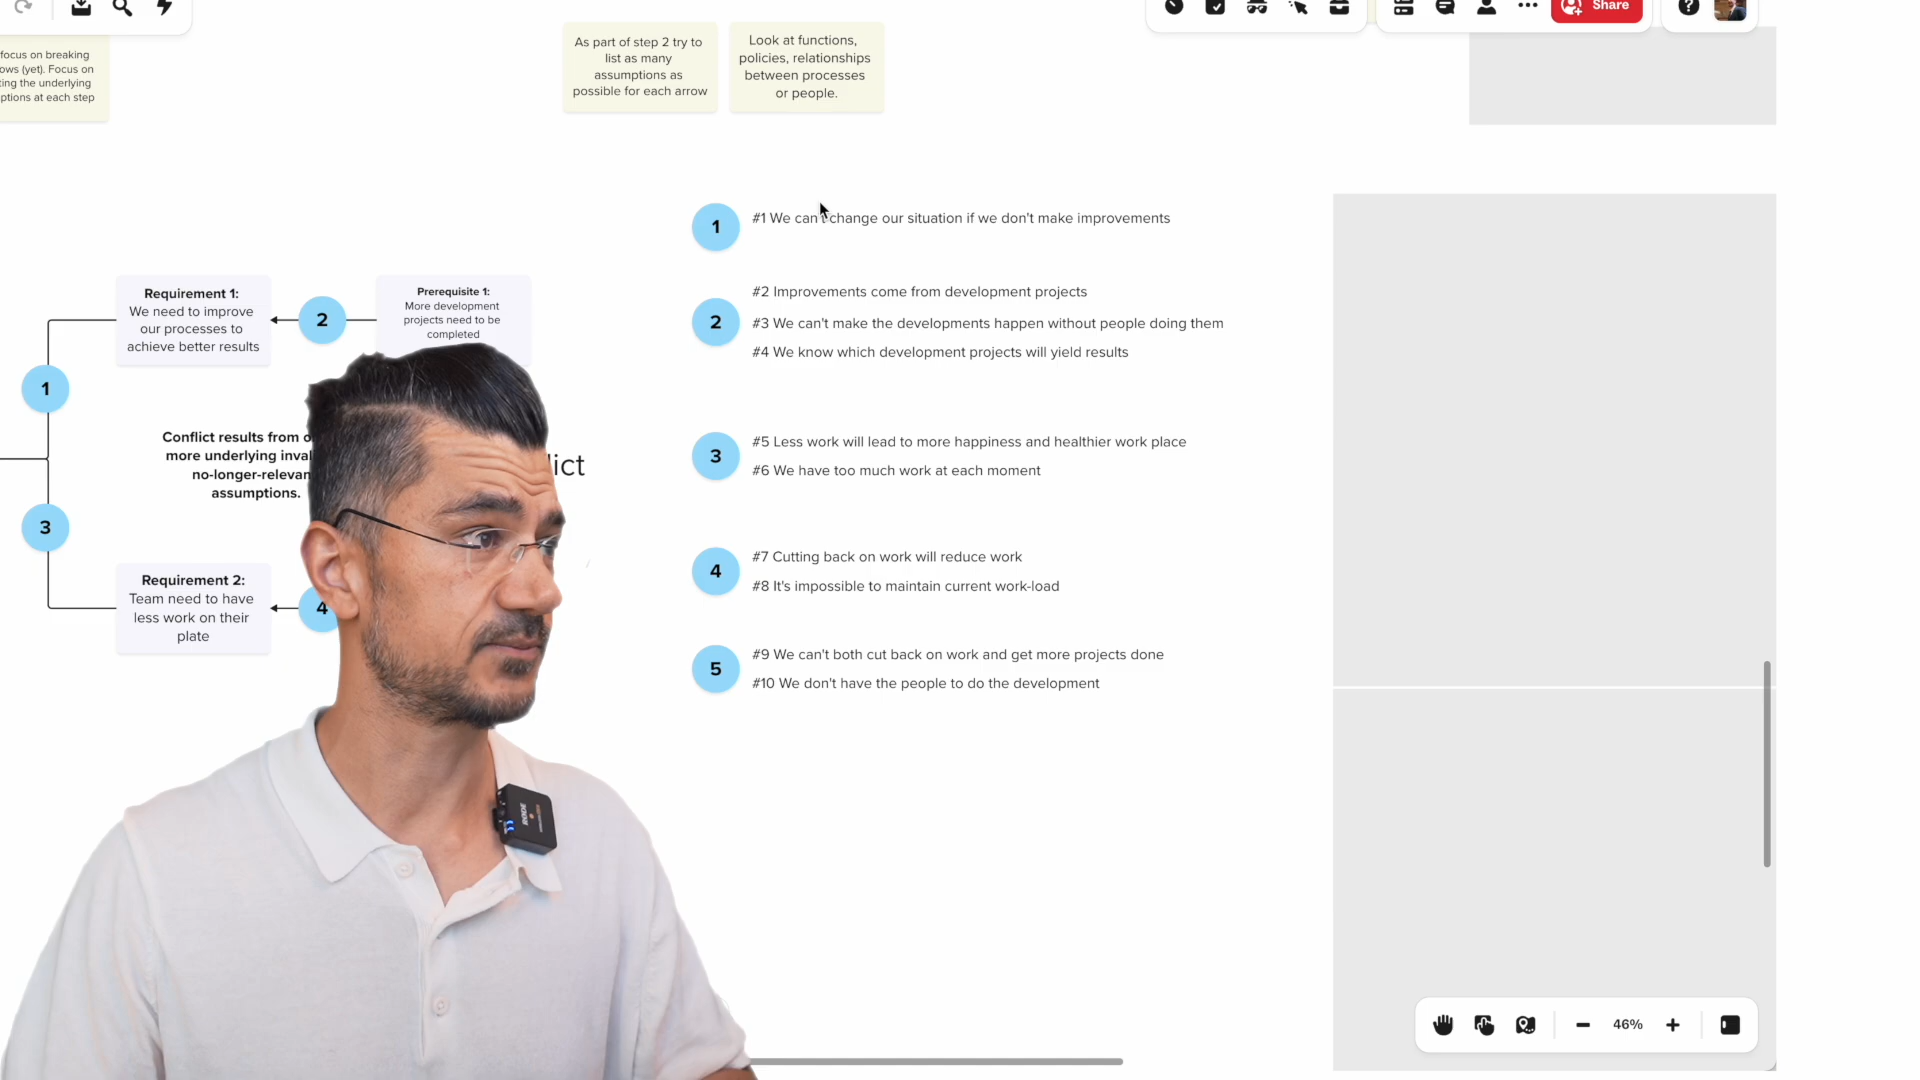 Share
focus on breaking
ows (yet). Focus on
ting the underlying
ptions at each step
As part of step 2 try to
list as many
assumptions as
possible for each arrow
Look at functions,
policies, relationships
between processes
or people.
1
Requirement 1:
We need to improve
our processes to
achieve better results
2
Prerequisite 1:
More development
projects need to be
completed
Conflict results from o
more underlying inval
no-longer-relevan
assumptions.
lict
3
Requirement 2:
Team need to have
less work on their
plate
4
1
#1 We can't change our situation if we don't make improvements
2
#2 Improvements come from development projects
#3 We can't make the developments happen without people doing them
#4 We know which development projects will yield results
3
#5 Less work will lead to more happiness and healthier work place
#6 We have too much work at each moment
4
#7 Cutting back on work will reduce work
#8 It's impossible to maintain current work-load
5
#9 We can't both cut back on work and get more projects done
#10 We don't have the people to do the development
RODE
46%